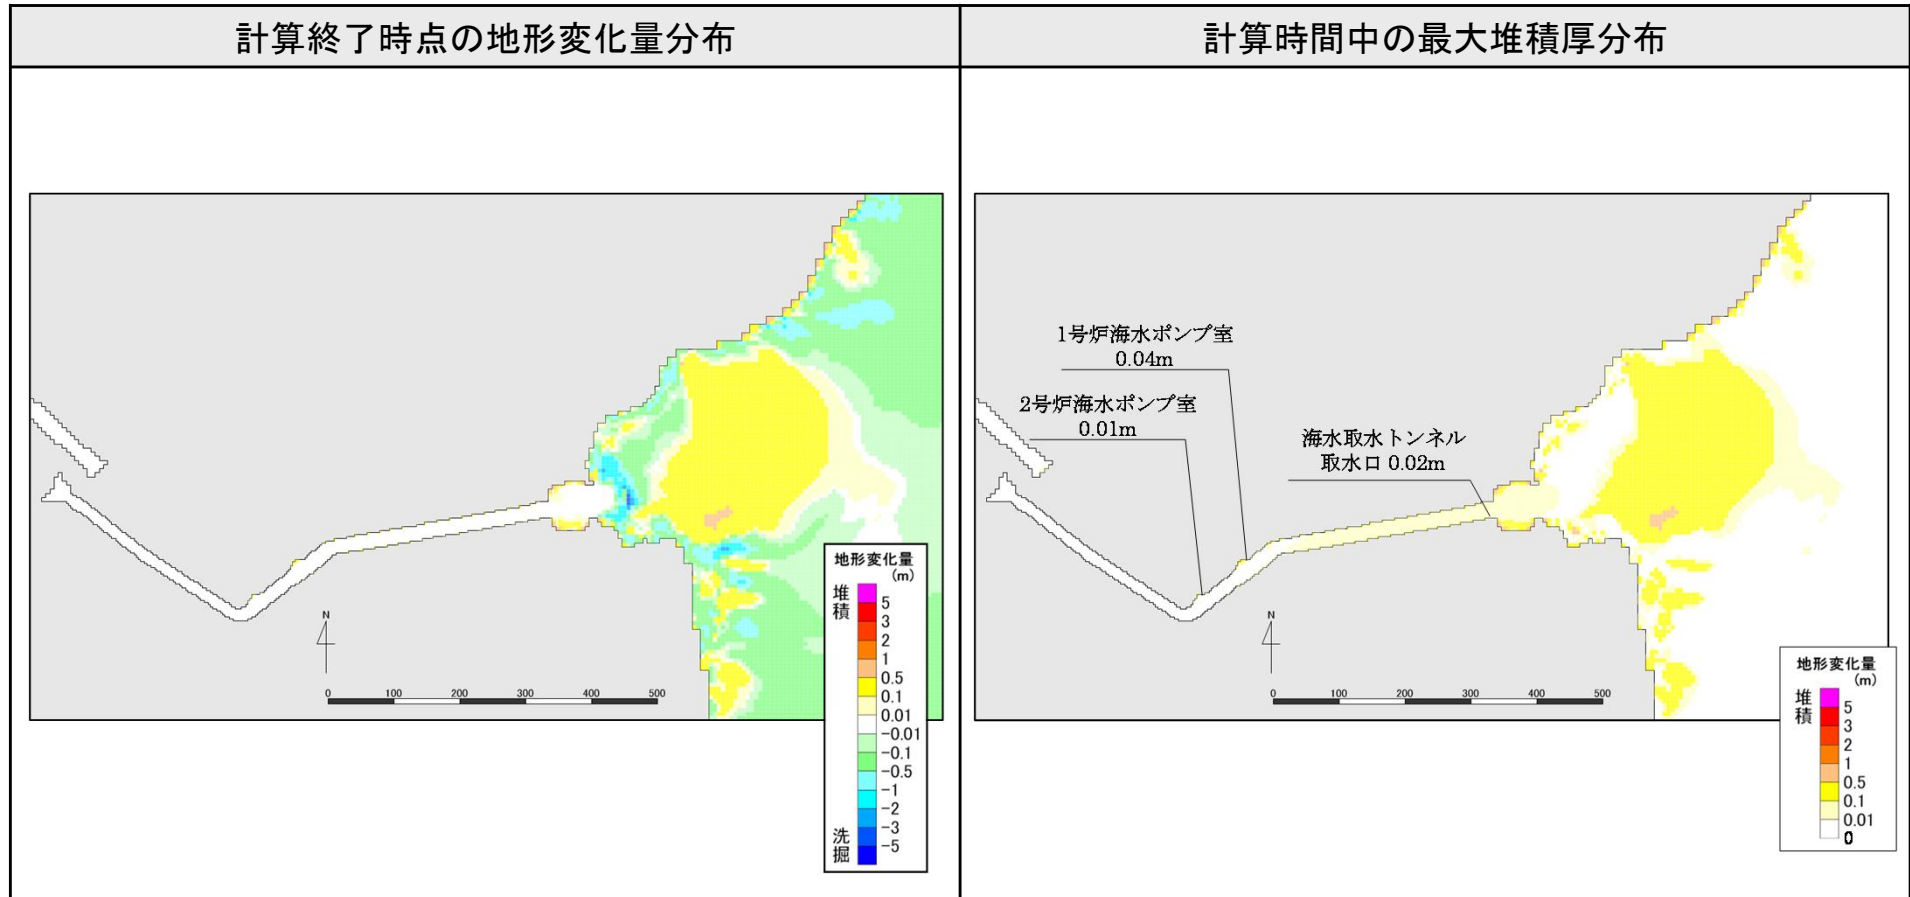 計算終了時点の地形変化量分布
計算時間中の最大堆積厚分布
N
0 100 200 300 400 500
地形変化量
(m)
堆積
5
3
2
1
0.5
0.1
0.01
-0.01
-0.1
-0.5
-1
-2
-3
-5
洗掘
1号炉海水ポンプ室
0.04m
2号炉海水ポンプ室
0.01m
海水取水トンネル
取水口 0.02m
N
0 100 200 300 400 500
地形変化量
(m)
堆積
5
3
2
1
0.5
0.1
0.01
0